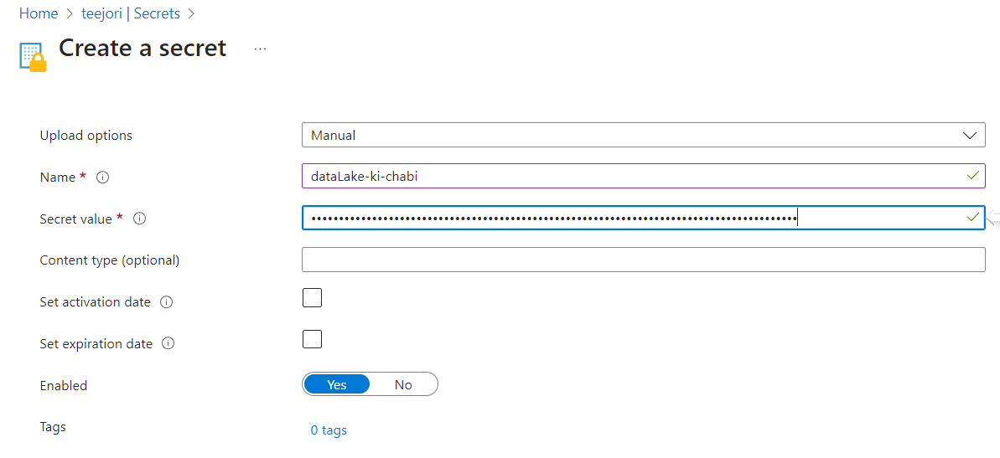 Home > teejori | Secrets >
Create a secret ...
Upload options Manual
Name * dataLake-ki-chabi
Secret value * ••••••••••••••••••••••••••••••••••••••••••••••••••••••••••••••••••••••••••••••••••••••••
Content type (optional)
Set activation date
Set expiration date
Enabled Yes No
Tags 0 tags